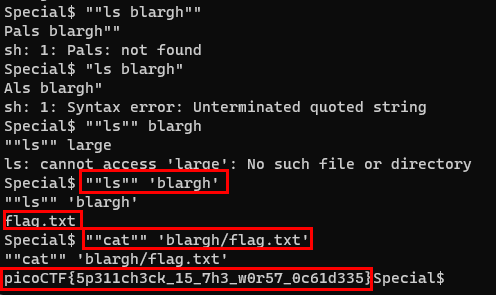 Special$ ""ls blargh""
Pals blargh""
sh: 1: Pals: not found
Special$ "ls blargh"
Als blargh"
sh: 1: Syntax error: Unterminated quoted string
Special$ ""ls"" blargh
""ls"" large
ls: cannot access 'large': No such file or directory
Special$ ""ls"" 'blargh'
""ls"" 'blargh'
flag.txt
Special$ ""cat"" 'blargh/flag.txt'
""cat"" 'blargh/flag.txt'
picoCTF{5p311ch3ck_15_7h3_w0r57_0c61d335}Special$